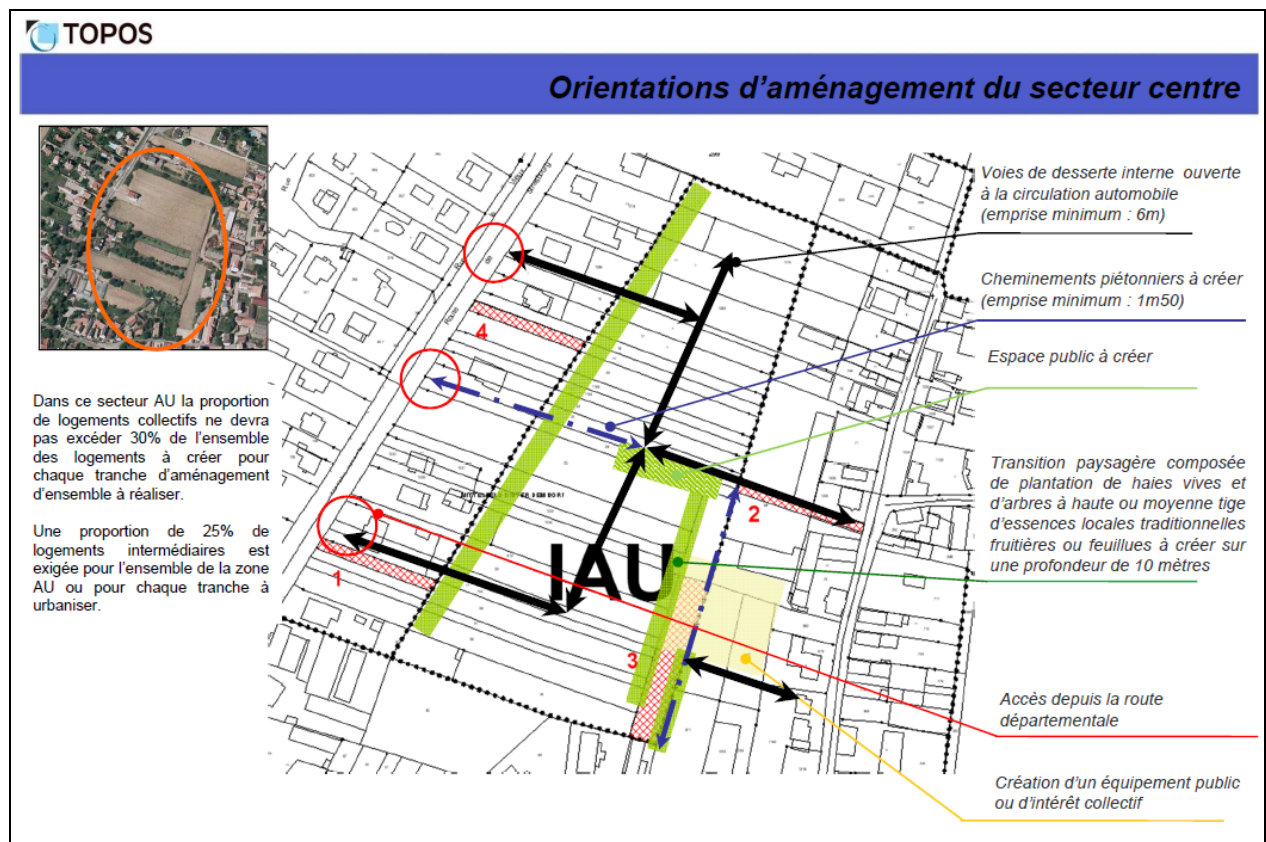 TOPOS
Orientations d'aménagement du secteur centre
Dans ce secteur AU la proportion
de logements collectifs ne devra
pas excéder 30% de l'ensemble
des logements à créer pour
chaque tranche d'aménagement
d'ensemble à réaliser.
Une proportion de 25% de
logements intermédiaires est
exigée pour l'ensemble de la zone
AU ou pour chaque tranche à
urbaniser.
Rue
Route
de
4
2
1
3
IAU
Voies de desserte interne ouverte
à la circulation automobile
(emprise minimum : 6m)
Cheminements piétonniers à créer
(emprise minimum : 1m50)
Espace public à créer
Transition paysagère composée
de plantation de haies vives et
d'arbres à haute ou moyenne tige
d'essences locales traditionnelles
fruitières ou feuillues à créer sur
une profondeur de 10 mètres
Accès depuis la route
départementale
Création d'un équipement public
ou d'intérêt collectif